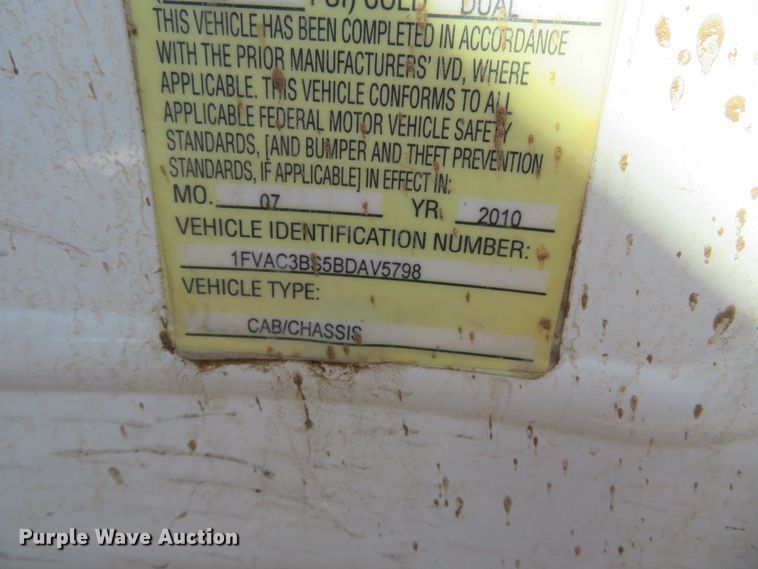 PSI) COLD DUAL
THIS VEHICLE HAS BEEN COMPLETED IN ACCORDANCE
WITH THE PRIOR MANUFACTURERS' IVD, WHERE
APPLICABLE. THIS VEHICLE CONFORMS TO ALL
APPLICABLE FEDERAL MOTOR VEHICLE SAFETY
STANDARDS, [AND BUMPER AND THEFT PREVENTION
STANDARDS, IF APPLICABLE] IN EFFECT IN:
MO. 07 YR. 2010
VEHICLE IDENTIFICATION NUMBER:
1FVAC3BS5BDAV5798
VEHICLE TYPE:
CAB/CHASSIS
Purple Wave Auction